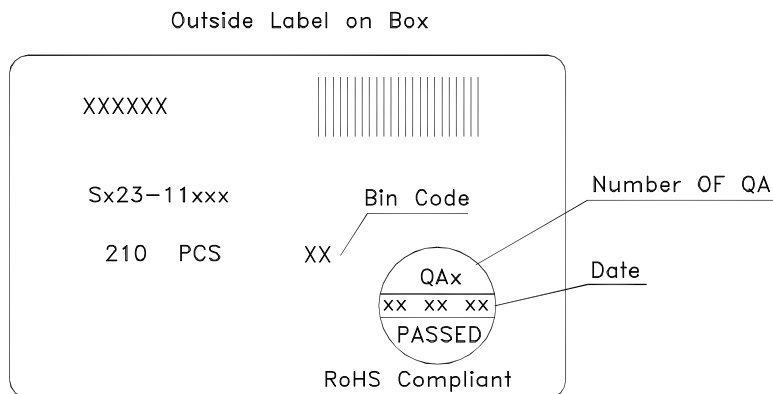 Outside Label on Box
XXXXXX
Sx23-11xxx
Bin Code
Number OF QA
210 PCS
XX
QAx
Date
XX XX XX
PASSED
RoHS Compliant